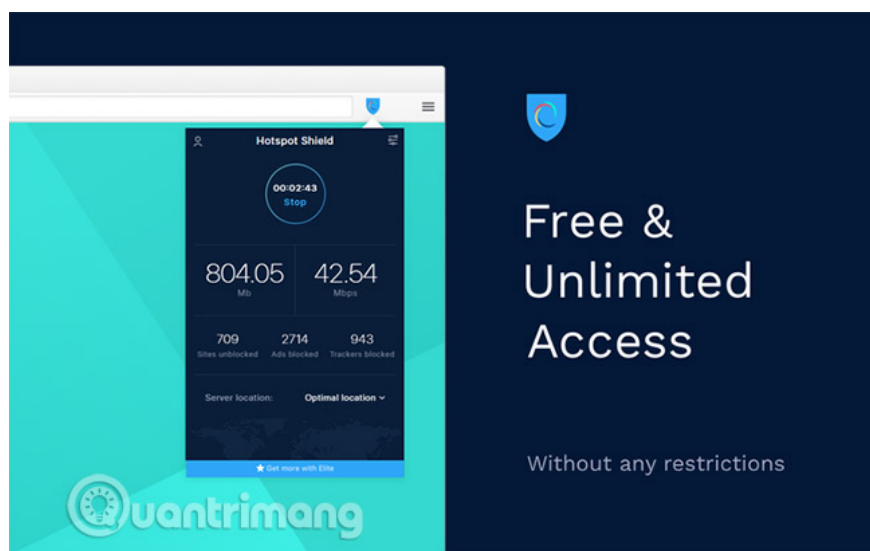 Hotspot Shield
00:02:43
Stop
804.05
Mb
42.54
Mbps
709
Sites unblocked
2714
Ads blocked
943
Trackers blocked
Server location:
Optimal location
Get more with Elite
Free &
Unlimited
Access
Without any restrictions
Quantrimang